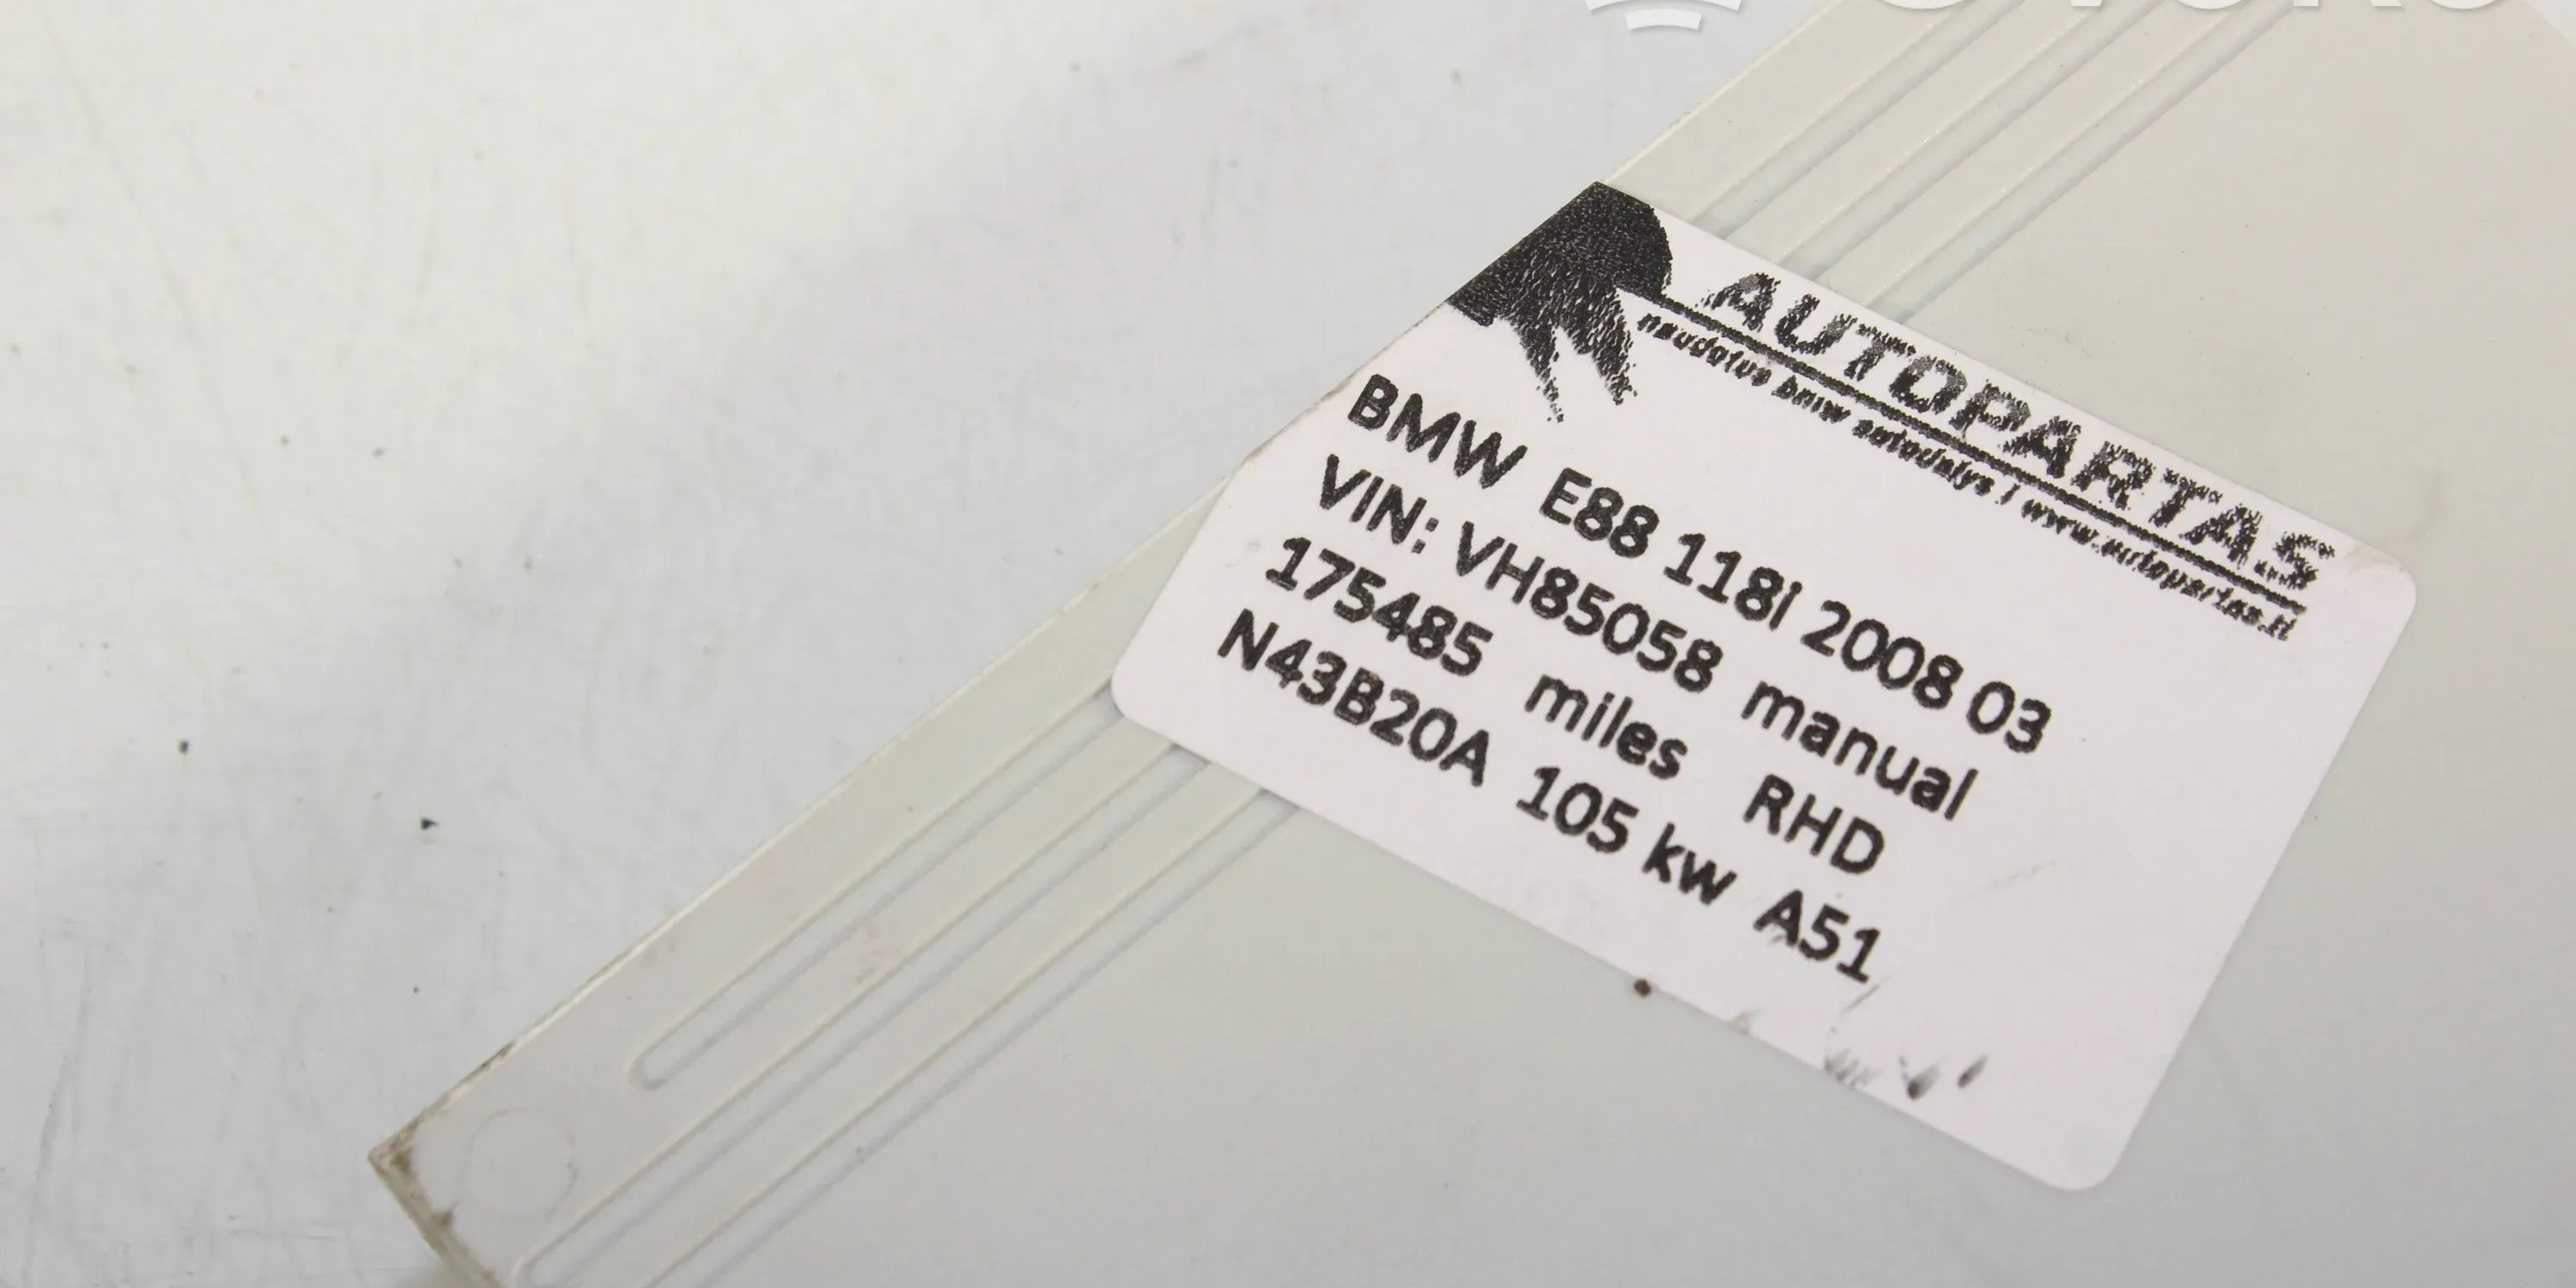 AUTOPARTAS
naudotos bmw autodalys / www.autopartas.lt
BMW E88 118i 2008 03
VIN: VH85058 manual
175485 miles RHD
N43B20A 105 kw A51